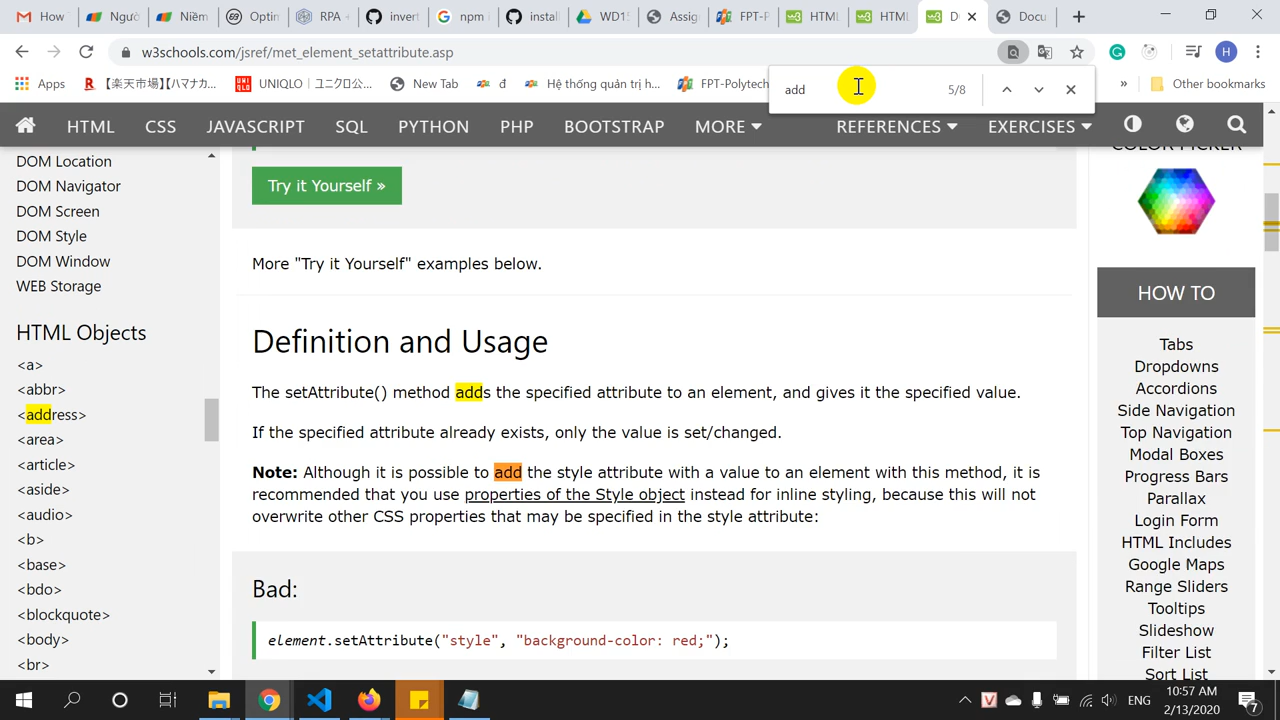 How
Ngườ
Niềm
Optin
RPA +
invert
npm i
install
WD15
Assig
FPT-P
HTML
HTML
D
Docu
w3schools.com/jsref/met_element_setattribute.asp
H
Apps
【楽天市場】【ハマナカ...
UNIQLO｜ユニクロ公...
New Tab
đ
Hệ thống quản trị h...
FPT-Polytech
»
Other bookmarks
add
5/8
HTML
CSS
JAVASCRIPT
SQL
PYTHON
PHP
BOOTSTRAP
MORE
REFERENCES
EXERCISES
DOM Location
DOM Navigator
DOM Screen
DOM Style
DOM Window
WEB Storage
HTML Objects
<a>
<abbr>
<address>
<area>
<article>
<aside>
<audio>
<b>
<base>
<bdo>
<blockquote>
<body>
<br>
Try it Yourself »
More "Try it Yourself" examples below.
Definition and Usage
The setAttribute() method adds the specified attribute to an element, and gives it the specified value.
If the specified attribute already exists, only the value is set/changed.
Note: Although it is possible to add the style attribute with a value to an element with this method, it is
recommended that you use properties of the Style object instead for inline styling, because this will not
overwrite other CSS properties that may be specified in the style attribute:
Bad:
element.setAttribute("style", "background-color: red;");
COLOR PICKER
HOW TO
Tabs
Dropdowns
Accordions
Side Navigation
Top Navigation
Modal Boxes
Progress Bars
Parallax
Login Form
HTML Includes
Google Maps
Range Sliders
Tooltips
Slideshow
Filter List
Sort List
ENG
10:57 AM
2/13/2020
7